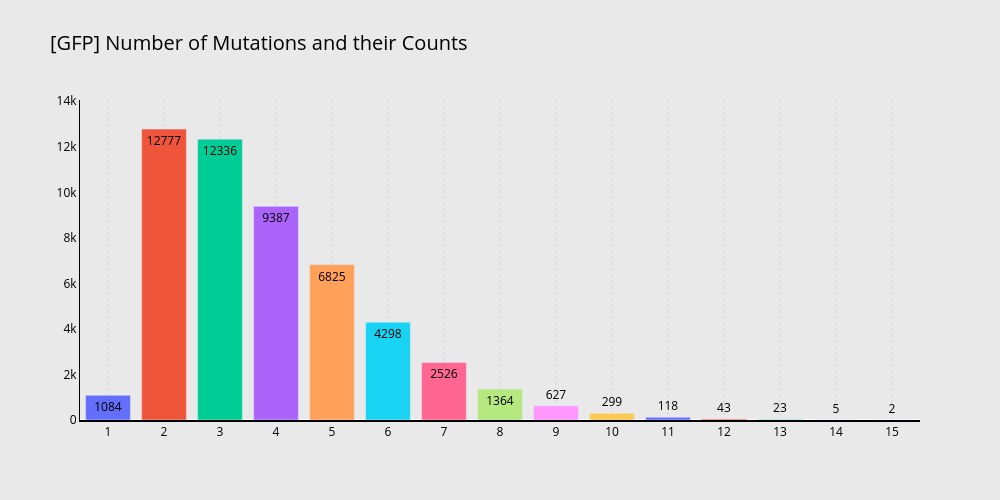 [GFP] Number of Mutations and their Counts
14k
12k
10k
8k
6k
4k
2k
0
1084
12777
12336
9387
6825
4298
2526
1364
627
299
118
43
23
5
2
1 2 3 4 5 6 7 8 9 10 11 12 13 14 15